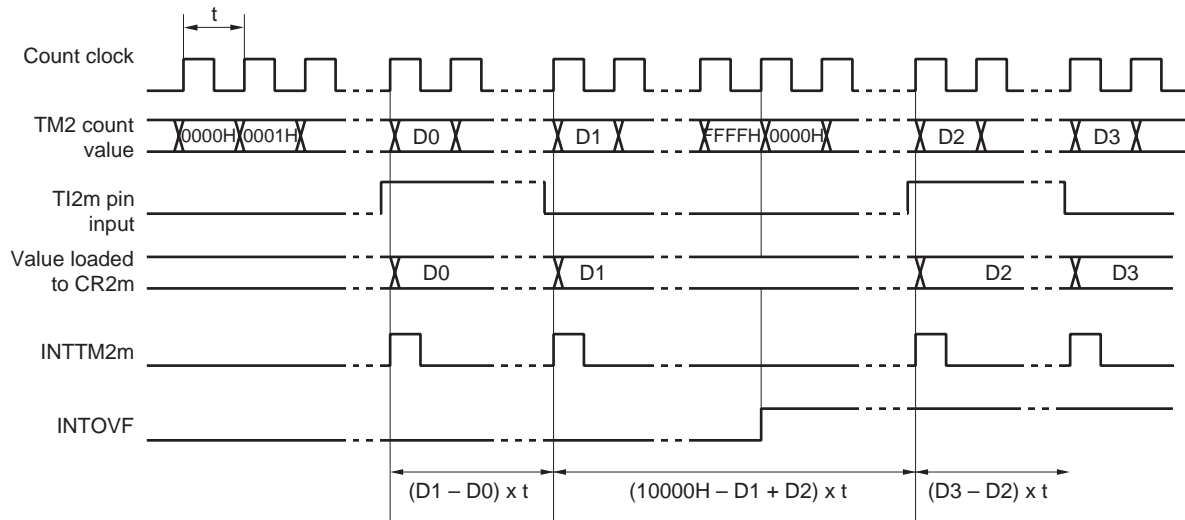 t
Count clock
TM2 count
value
0000H 0001H D0 D1 FFFFH 0000H D2 D3
TI2m pin
input
Value loaded
to CR2m
D0 D1 D2 D3
INTTM2m
INTOVF
(D1 – D0) x t (10000H – D1 + D2) x t (D3 – D2) x t